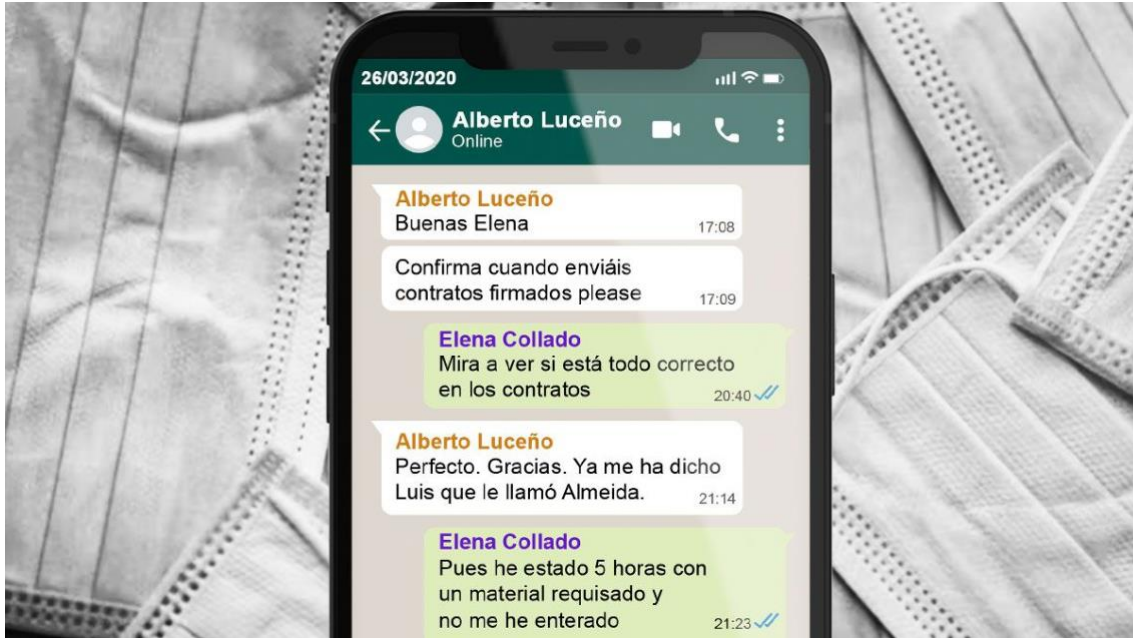 26/03/2020
Alberto Luceño
Online
Alberto Luceño
Buenas Elena
17:08
Confirma cuando enviáis
contratos firmados please
17:09
Elena Collado
Mira a ver si está todo correcto
en los contratos
20:40
Alberto Luceño
Perfecto. Gracias. Ya me ha dicho
Luis que le llamó Almeida.
21:14
Elena Collado
Pues he estado 5 horas con
un material requisado y
no me he enterado
21:23